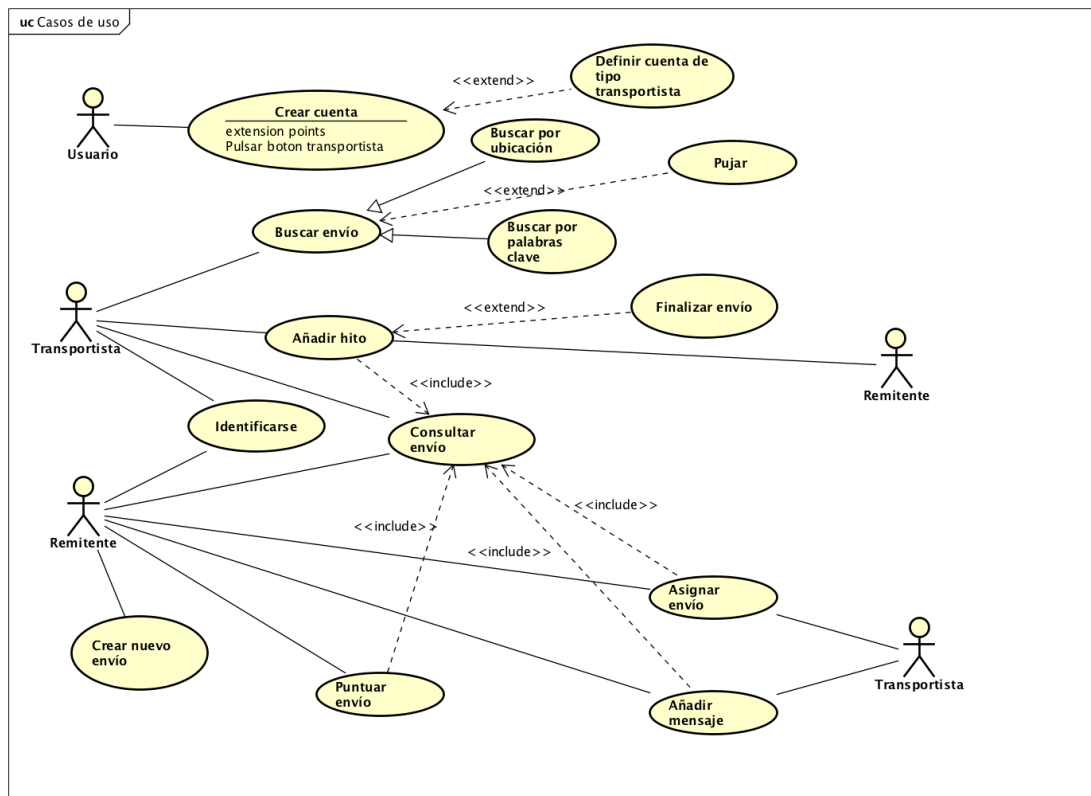 uc Casos de uso
Definir cuenta de
tipo
transportista
<<extend>>
Crear cuenta
extension points
Pulsar boton transportista
Usuario
Buscar por
ubicación
Pujar
<<extend>>
Buscar envío
Buscar por
palabras
clave
<<extend>>
Finalizar envío
Añadir hito
Transportista
Remitente
<<include>>
Identificarse
Consultar
envío
<<include>>
<<include>>
Remitente
<<include>>
Asignar
envío
Crear nuevo
envío
Transportista
Puntuar
envío
Añadir
mensaje